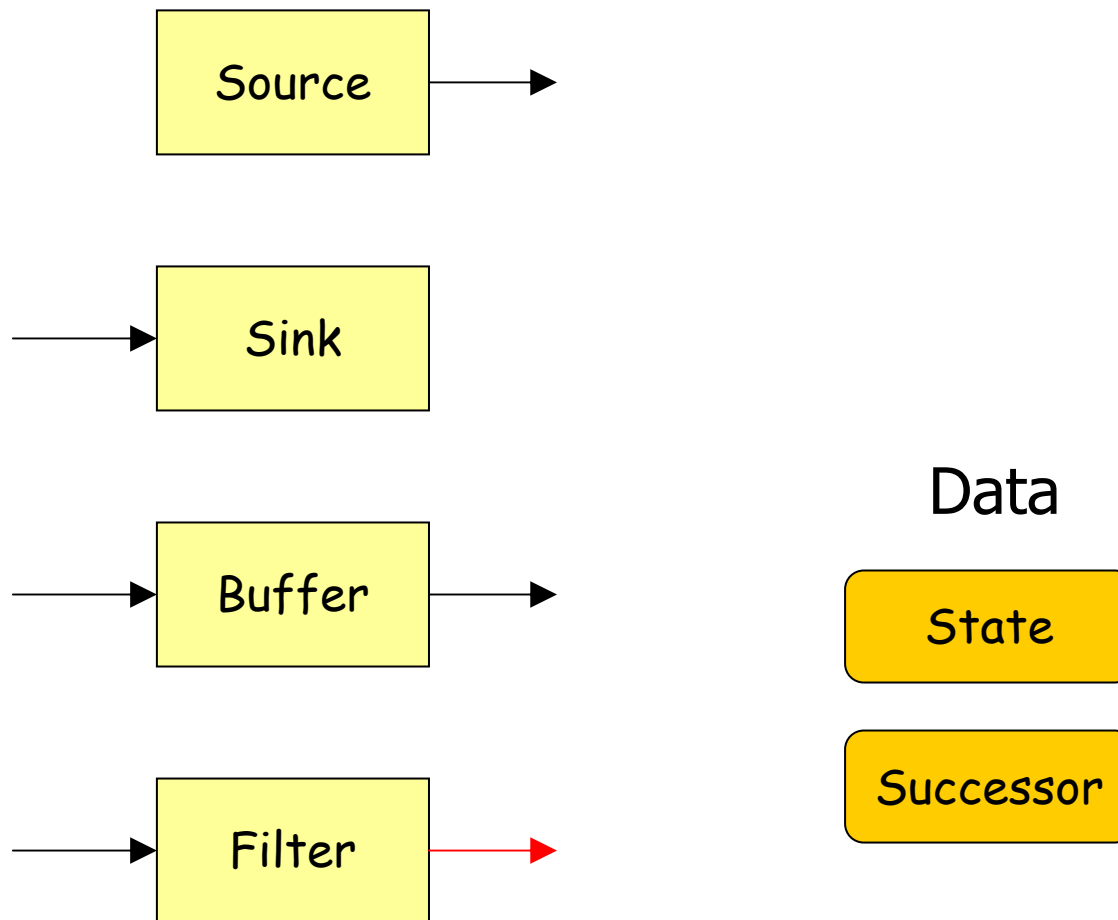 Source
Sink
Buffer
Filter
Data
State
Successor